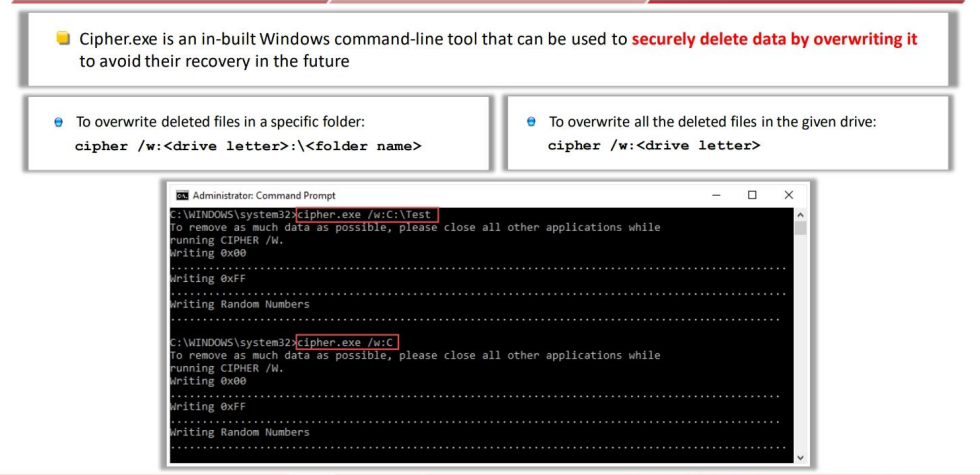 Cipher.exe is an in-built Windows command-line tool that can be used to securely delete data by overwriting it
to avoid their recovery in the future
To overwrite deleted files in a specific folder:
cipher /w:<drive letter>:\<folder name>
To overwrite all the deleted files in the given drive:
cipher /w:<drive letter>
Administrator: Command Prompt
C:\WINDOWS\system32>cipher.exe /w:C:\Test
To remove as much data as possible, please close all other applications while
running CIPHER /W.
Writing 0x00
....................................................................................
Writing 0xFF
....................................................................................
Writing Random Numbers
...................................................................................
C:\WINDOWS\system32>cipher.exe /w:C
To remove as much data as possible, please close all other applications while
running CIPHER /W.
Writing 0x00
...................................................................................
Writing 0xFF
...................................................................................
Writing Random Numbers
....................................................................................